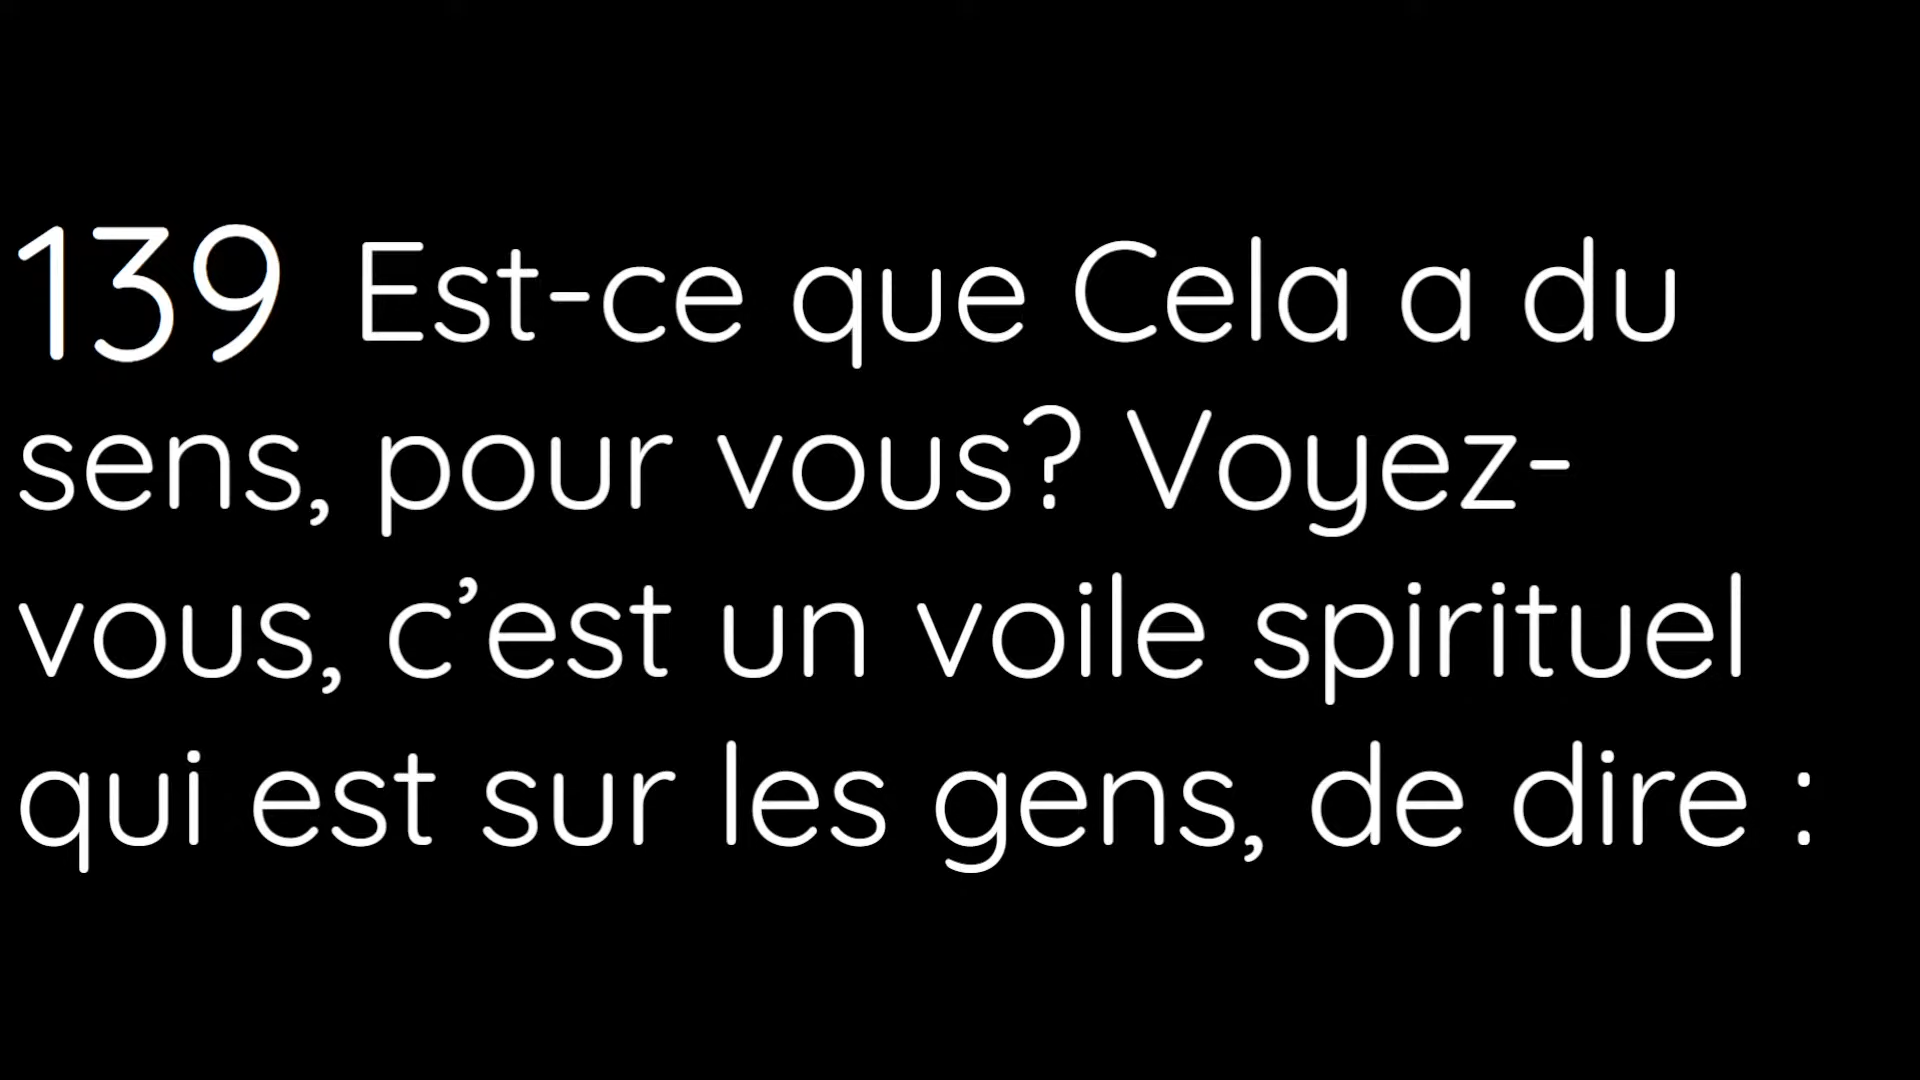 139 Est-ce que Cela a du
sens, pour vous? Voyez-
vous, c’est un voile spirituel
qui est sur les gens, de dire :